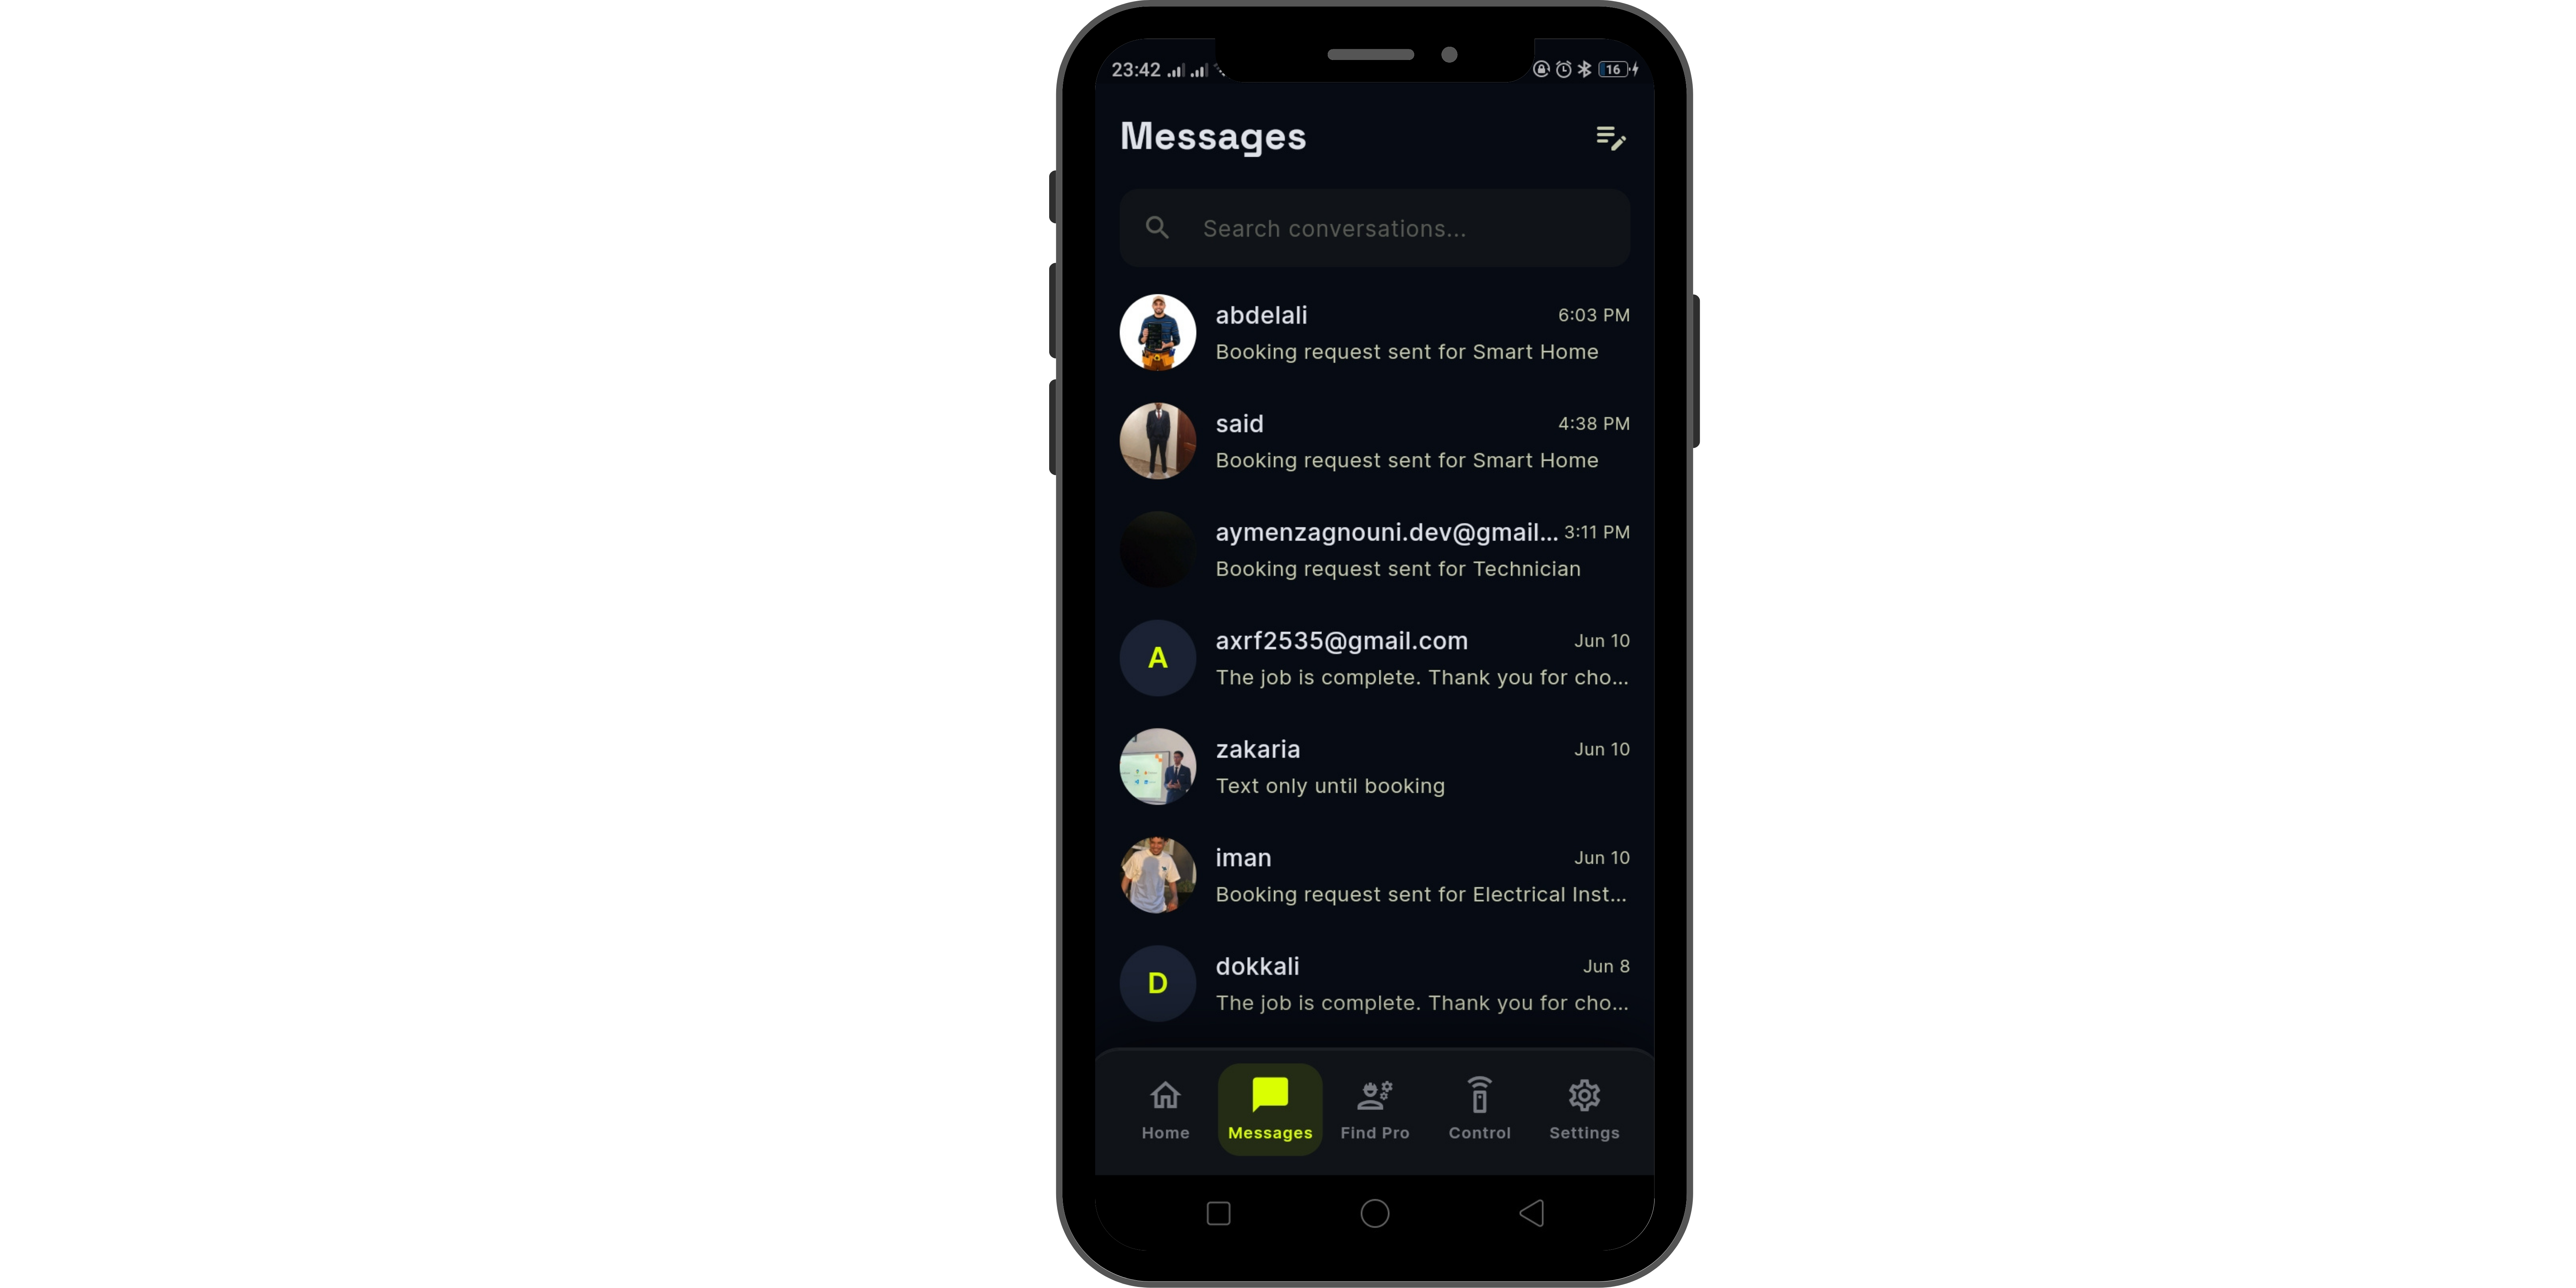 23:42
16
Messages
Search conversations...
abdelali
6:03 PM
Booking request sent for Smart Home
said
4:38 PM
Booking request sent for Smart Home
aymenzagnouni.dev@gmail...
3:11 PM
Booking request sent for Technician
A
axrf2535@gmail.com
Jun 10
The job is complete. Thank you for cho...
zakaria
Jun 10
Text only until booking
iman
Jun 10
Booking request sent for Electrical Inst...
D
dokkali
Jun 8
The job is complete. Thank you for cho...
Home
Messages
Find Pro
Control
Settings